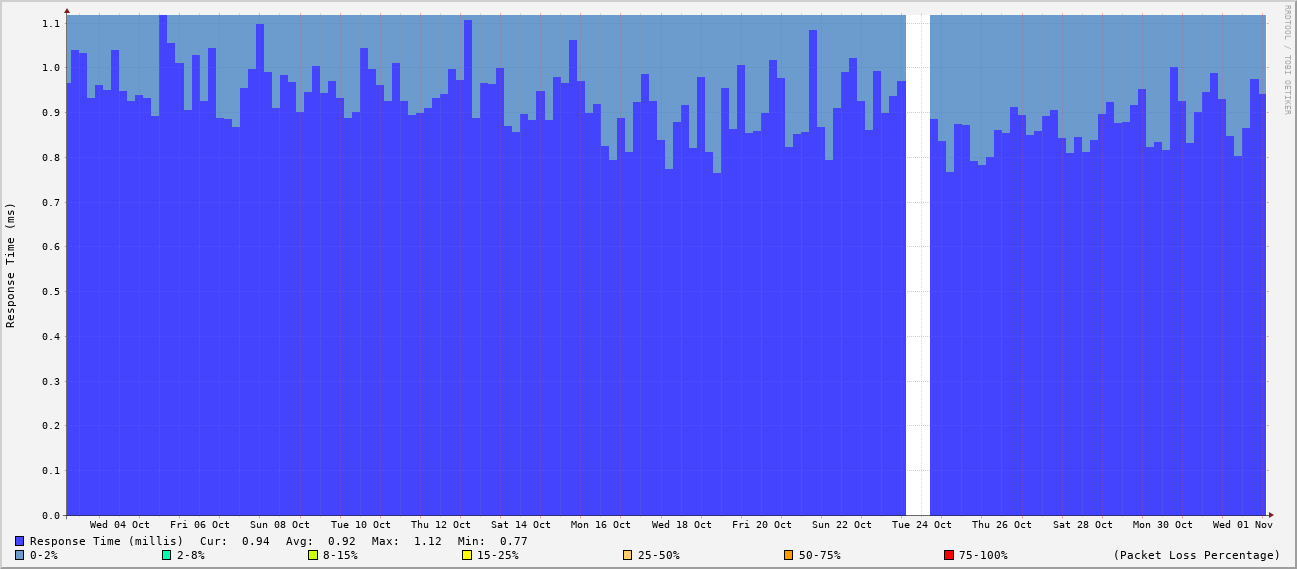 RRDTOOL / TOBI OETIKER
Response Time (ms)
1.1
1.0
0.9
0.8
0.7
0.6
0.5
0.4
0.3
0.2
0.1
0.0
Wed 04 Oct Fri 06 Oct Sun 08 Oct Tue 10 Oct Thu 12 Oct Sat 14 Oct Mon 16 Oct Wed 18 Oct Fri 20 Oct Sun 22 Oct Tue 24 Oct Thu 26 Oct Sat 28 Oct Mon 30 Oct Wed 01 Nov
Response Time (millis) Cur: 0.94 Avg: 0.92 Max: 1.12 Min: 0.77
0-2% 2-8% 8-15% 15-25% 25-50% 50-75% 75-100% (Packet Loss Percentage)